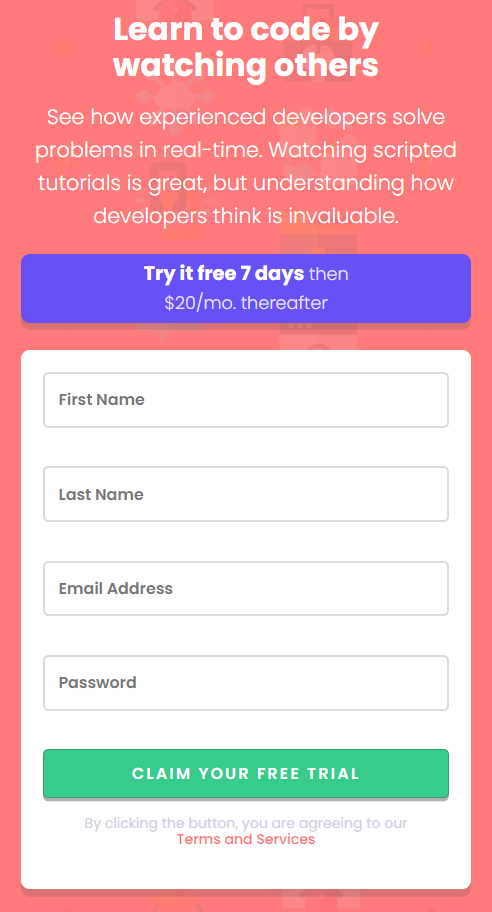 Learn to code by
watching others
See how experienced developers solve
problems in real-time. Watching scripted
tutorials is great, but understanding how
developers think is invaluable.
Try it free 7 days then
$20/mo. thereafter
First Name
Last Name
Email Address
Password
CLAIM YOUR FREE TRIAL
By clicking the button, you are agreeing to our
Terms and Services